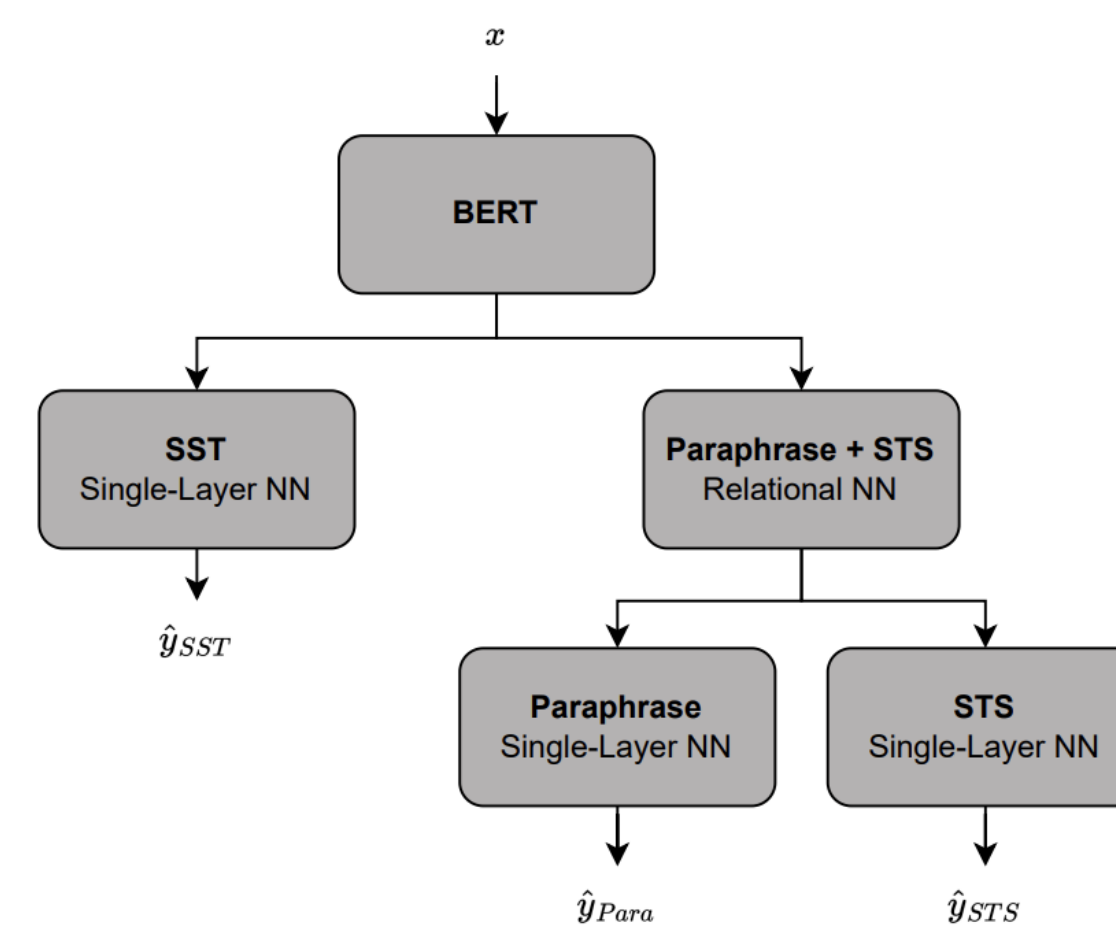 x
BERT
SST
Single-Layer NN
Paraphrase + STS
Relational NN
ŷ_SST
Paraphrase
Single-Layer NN
STS
Single-Layer NN
ŷ_Para
ŷ_STS